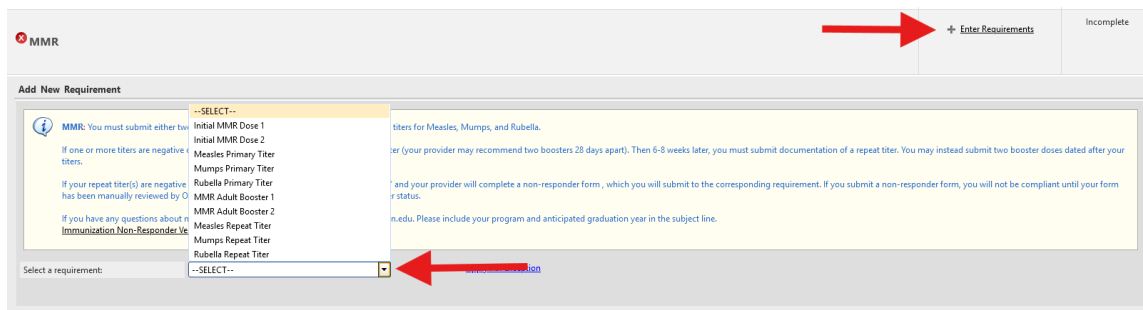 MMR
Enter Requirements
Incomplete
Add New Requirement
MMR: You must submit either two titers for Measles, Mumps, and Rubella.
If one or more titers are negative (your provider may recommend two boosters 28 days apart). Then 6-8 weeks later, you must submit documentation of a repeat titer. You may instead submit two booster doses dated after your
titers.
If your repeat titer(s) are negative and your provider will complete a non-responder form , which you will submit to the corresponding requirement. If you submit a non-responder form, you will not be compliant until your form
has been manually reviewed by status.
If you have any questions about n.edu. Please include your program and anticipated graduation year in the subject line.
Immunization Non-Responder
--SELECT--
Initial MMR Dose 1
Initial MMR Dose 2
Measles Primary Titer
Mumps Primary Titer
Rubella Primary Titer
MMR Adult Booster 1
MMR Adult Booster 2
Measles Repeat Titer
Mumps Repeat Titer
Rubella Repeat Titer
Select a requirement:
--SELECT--